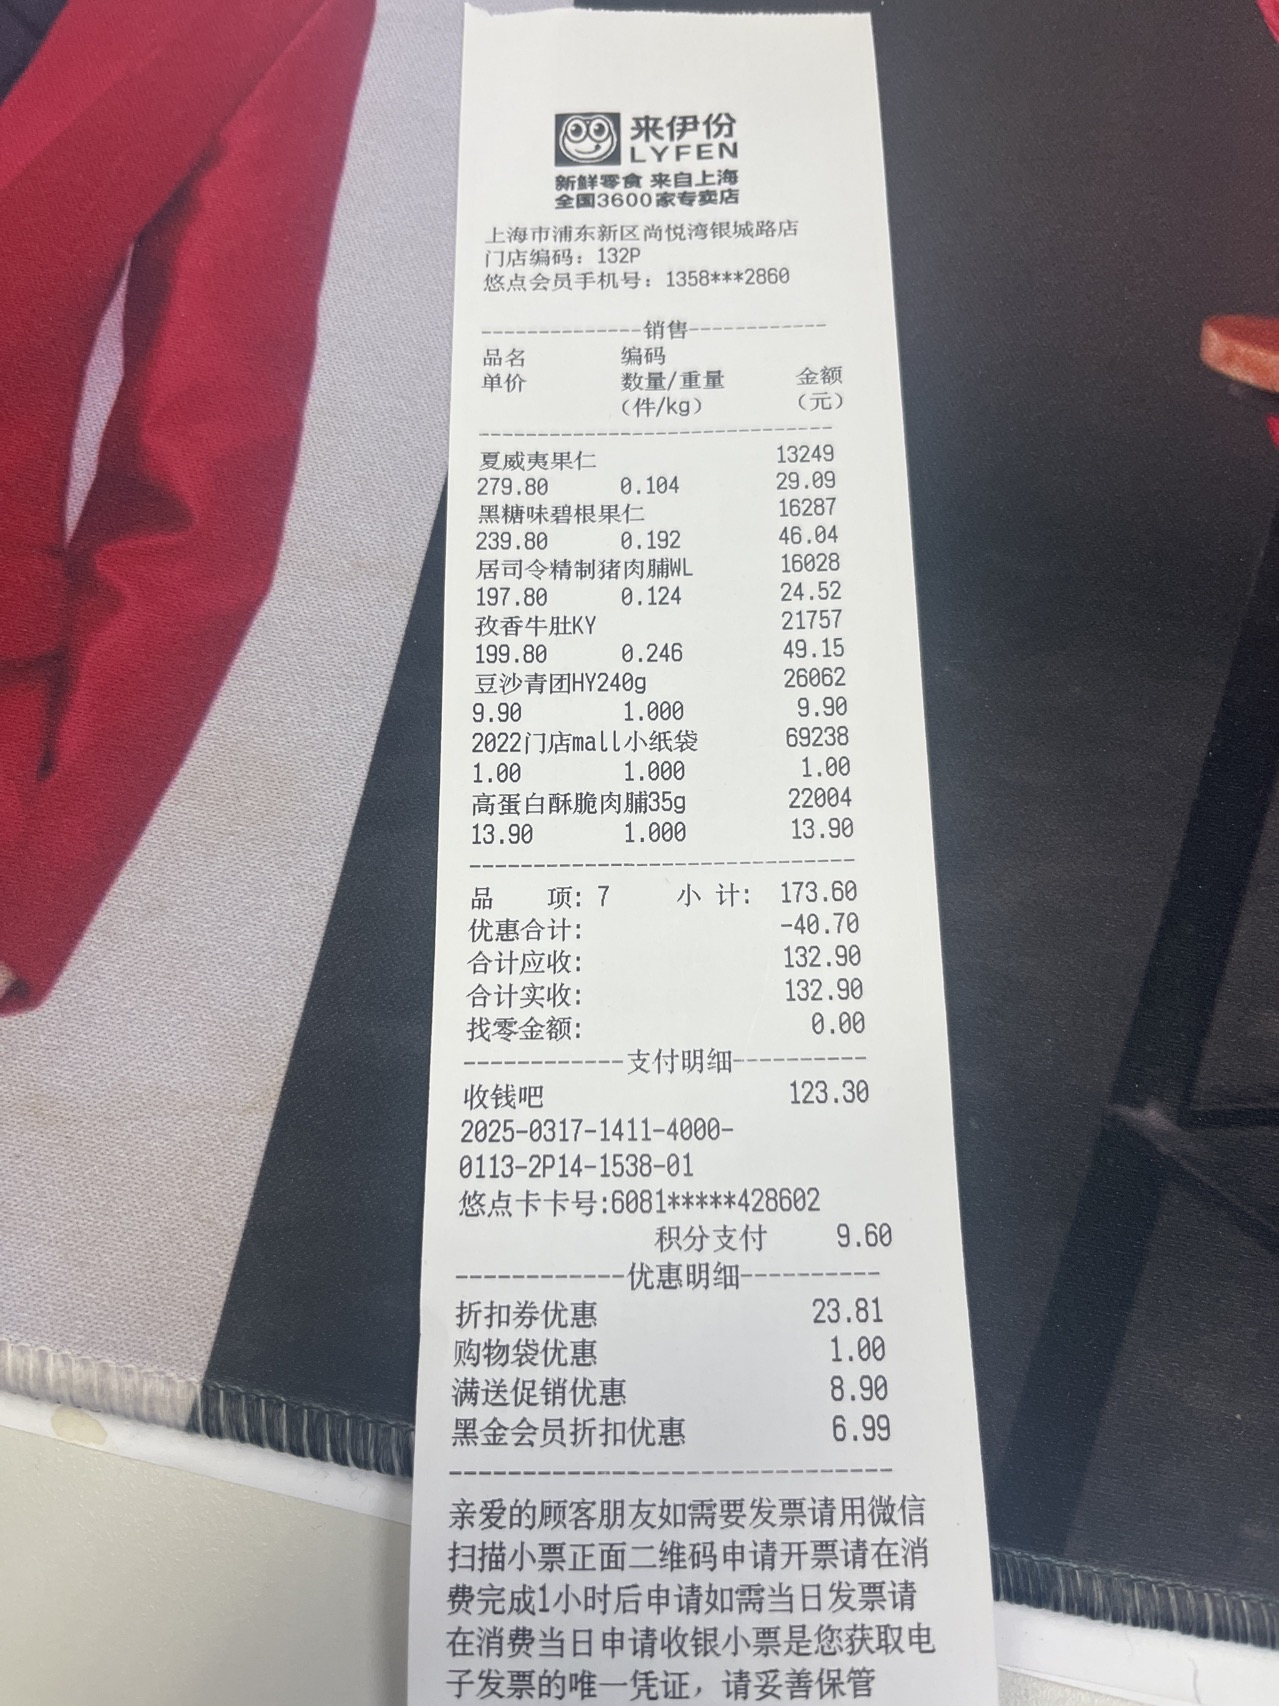 来伊份
LYFEN
新鲜零食 来自上海
全国3600家专卖店
上海市浦东新区尚悦湾银城路店
门店编码：132P
悠点会员手机号：1358***2860
--------------销售------------
品名 编码
单价 数量/重量 金额
（件/kg） （元）
------------------------------
夏威夷果仁 13249
279.80 0.104 29.09
黑糖味碧根果仁 16287
239.80 0.192 46.04
居司令精制猪肉脯WL 16028
197.80 0.124 24.52
孜香牛肚KY 21757
199.80 0.246 49.15
豆沙青团HY240g 26062
9.90 1.000 9.90
2022门店mall小纸袋 69238
1.00 1.000 1.00
高蛋白酥脆肉脯35g 22004
13.90 1.000 13.90
------------------------------
品 项: 7 小 计: 173.60
优惠合计: -40.70
合计应收: 132.90
合计实收: 132.90
找零金额: 0.00
------------支付明细----------
收钱吧 123.30
2025-0317-1411-4000-
0113-2P14-1538-01
悠点卡卡号:6081*****428602
积分支付 9.60
------------优惠明细----------
折扣券优惠 23.81
购物袋优惠 1.00
满送促销优惠 8.90
黑金会员折扣优惠 6.99
------------------------------
亲爱的顾客朋友如需要发票请用微信
扫描小票正面二维码申请开票请在消
费完成1小时后申请如需当日发票请
在消费当日申请收银小票是您获取电
子发票的唯一凭证，请妥善保管